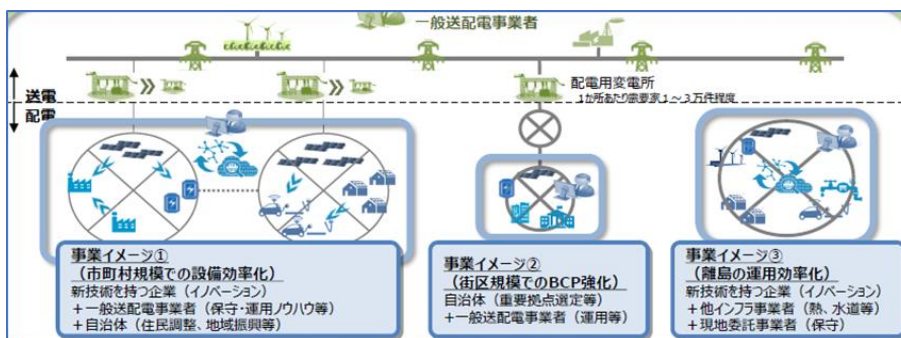 一般送配電事業者
配電用変電所
1か所あたり需要家1～3万件程度
送電
配電
事業イメージ①
（市町村規模での設備効率化）
新技術を持つ企業（イノベーション）
＋一般送配電事業者（保守・運用ノウハウ等）
＋自治体（住民調整、地域振興等）
事業イメージ②
（街区規模でのBCP強化）
自治体（重要拠点選定等）
＋一般送配電事業者（運用等）
事業イメージ③
（離島の運用効率化）
新技術を持つ企業（イノベーション）
＋他インフラ事業者（熱、水道等）
＋現地委託事業者（保守）